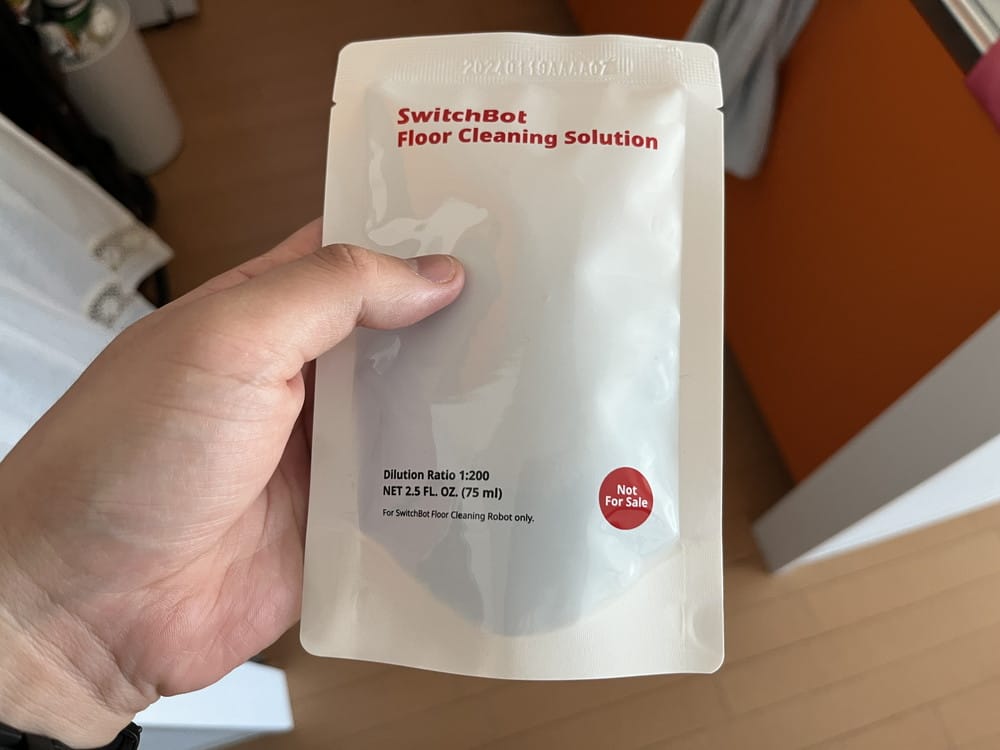 20240110AAAA07
SwitchBot
Floor Cleaning Solution
Dilution Ratio 1:200
NET 2.5 FL. OZ. (75 ml)
For SwitchBot Floor Cleaning Robot only.
Not
For Sale